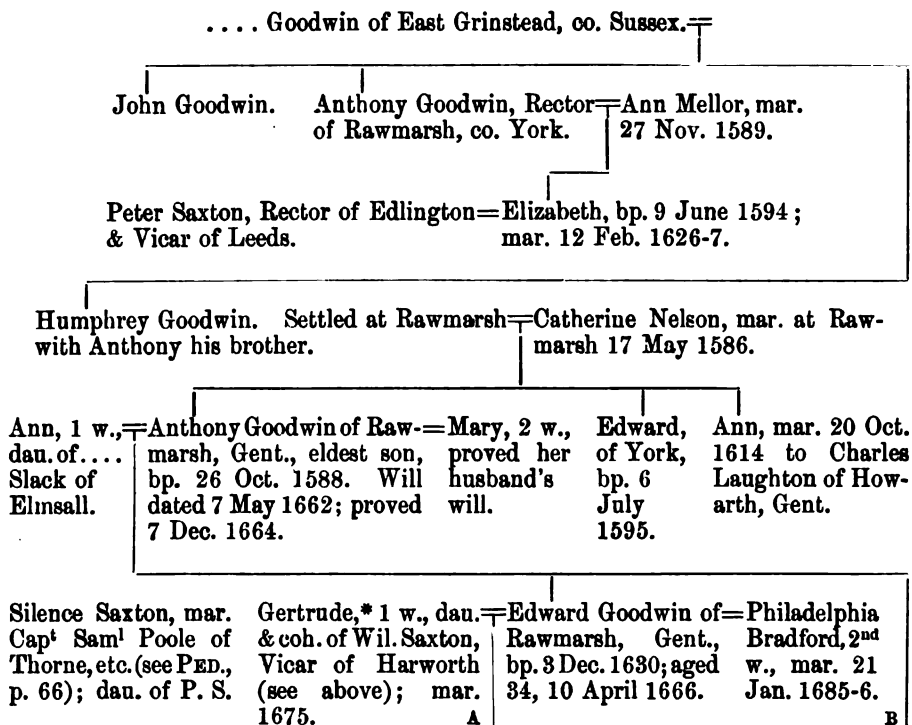 .... Goodwin of East Grinstead, co. Sussex.
John Goodwin.
Anthony Goodwin, Rector
of Rawmarsh, co. York.
Ann Mellor, mar.
27 Nov. 1589.
Peter Saxton, Rector of Edlington
& Vicar of Leeds.
Elizabeth, bp. 9 June 1594;
mar. 12 Feb. 1626-7.
Humphrey Goodwin. Settled at Rawmarsh
with Anthony his brother.
Catherine Nelson, mar. at Raw-
marsh 17 May 1586.
Ann, 1 w.,
dau. of ....
Slack of
Elmsall.
Anthony Goodwin of Raw-
marsh, Gent., eldest son,
bp. 26 Oct. 1588. Will
dated 7 May 1662; proved
7 Dec. 1664.
Mary, 2 w.,
proved her
husband's
will.
Edward,
of York,
bp. 6
July
1595.
Ann, mar. 20 Oct.
1614 to Charles
Laughton of How-
arth, Gent.
Silence Saxton, mar.
Capᵗ Samˡ Poole of
Thorne, etc. (see PED.,
p. 66); dau. of P. S.
Gertrude,* 1 w., dau.
& coh. of Wil. Saxton,
Vicar of Harworth
(see above); mar.
1675.
A
Edward Goodwin of
Rawmarsh, Gent.,
bp. 3 Dec. 1630; aged
34, 10 April 1666.
Philadelphia
Bradford, 2ⁿᵈ
w., mar. 21
Jan. 1685-6.
B